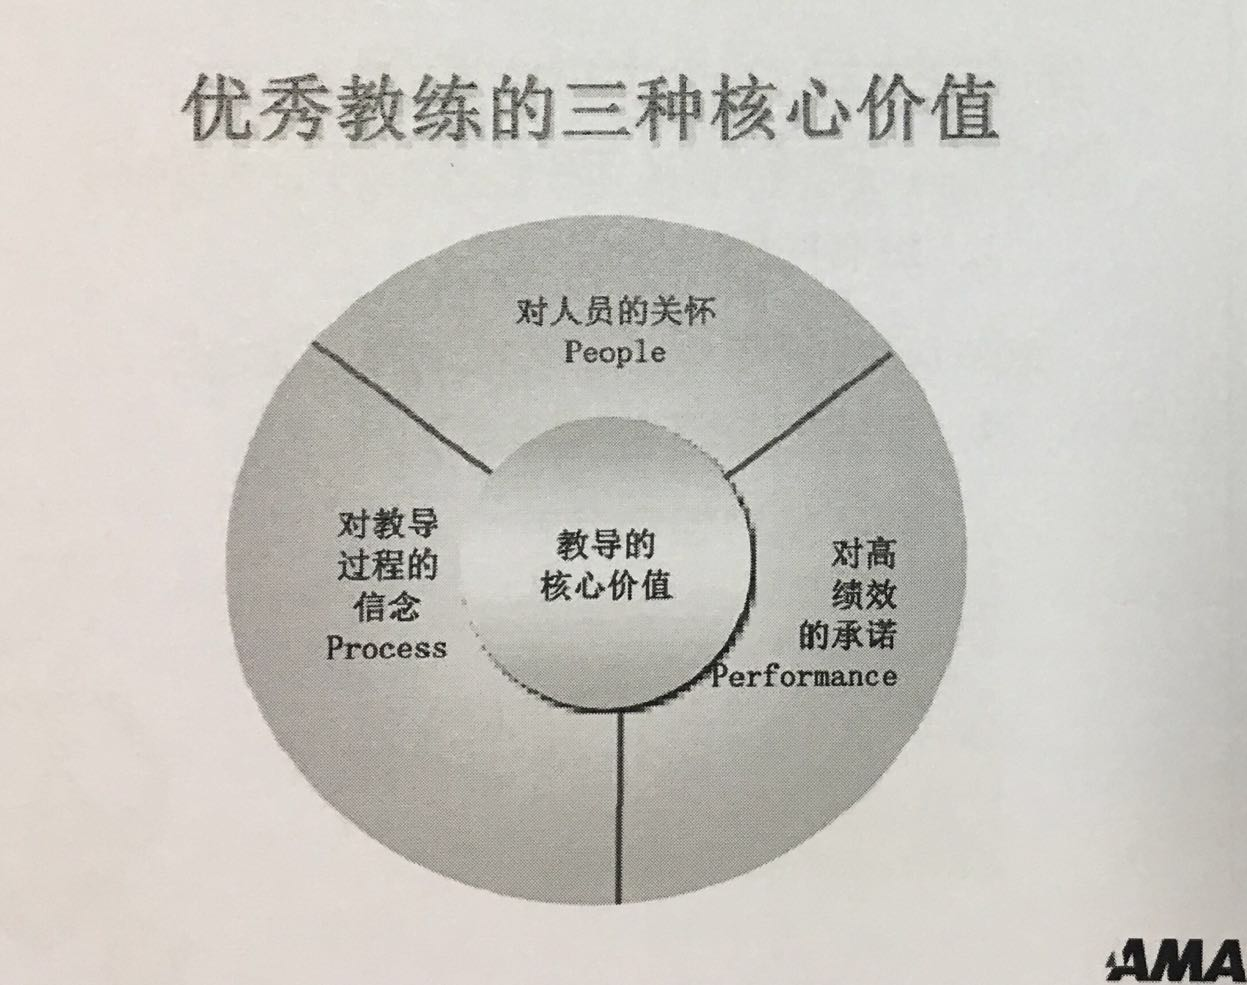 优秀教练的三种核心价值
对人员的关怀
People
对教导
过程的
信念
Process
教导的
核心价值
对高
绩效
的承诺
Performance
AMA